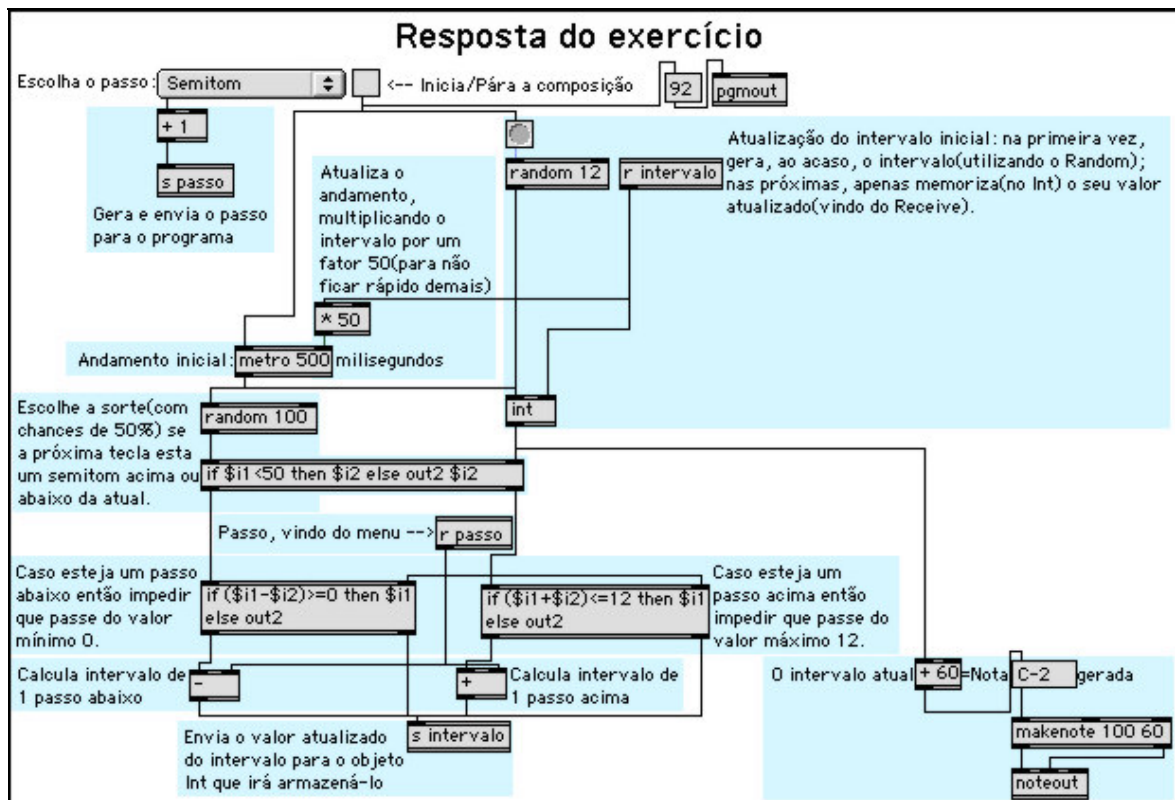 Resposta do exercício
Escolha o passo:
Semitom
<-- Inicia/Pára a composição
92
pgmout
+ 1
s passo
Gera e envia o passo
para o programa
Atualiza o
andamento,
multiplicando o
intervalo por um
fator 50(para não
ficar rápido demais)
random 12
r intervalo
Atualização do intervalo inicial: na primeira vez,
gera, ao acaso, o intervalo(utilizando o Random);
nas próximas, apenas memoriza(no Int) o seu valor
atualizado(vindo do Receive).
* 50
Andamento inicial:
metro 500
milisegundos
Escolhe a sorte(com
chances de 50%) se
a próxima tecla esta
um semitom acima ou
abaixo da atual.
random 100
int
if $i1<50 then $i2 else out2 $i2
Passo, vindo do menu -->
r passo
Caso esteja um passo
abaixo então impedir
que passe do valor
mínimo 0.
if ($i1-$i2)>=0 then $i1
else out2
if ($i1+$i2)<=12 then $i1
else out2
Caso esteja um
passo acima então
impedir que passe do
valor máximo 12.
Calcula intervalo de
1 passo abaixo
-
+
Calcula intervalo de
1 passo acima
O intervalo atual
+ 60
=Nota
C-2
gerada
Envia o valor atualizado
do intervalo para o objeto
Int que irá armazená-lo
s intervalo
makenote 100 60
noteout